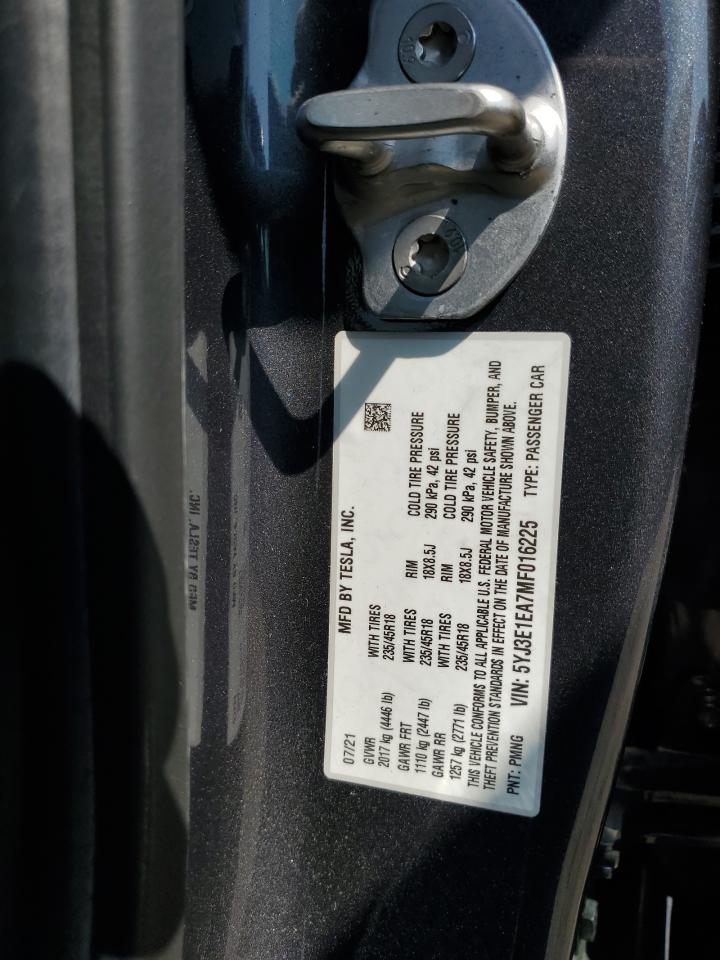 07/21 MFD BY TESLA, INC.
GVWR
2017 kg (4446 lb) WITH TIRES
235/45R18
GAWR FRT
1110 kg (2447 lb) WITH TIRES
235/45R18 RIM
18X8.5J COLD TIRE PRESSURE
290 kPa, 42 psi
GAWR RR
1257 kg (2771 lb) WITH TIRES
235/45R18 RIM
18X8.5J COLD TIRE PRESSURE
290 kPa, 42 psi
THIS VEHICLE CONFORMS TO ALL APPLICABLE U.S. FEDERAL MOTOR VEHICLE SAFETY, BUMPER, AND
THEFT PREVENTION STANDARDS IN EFFECT ON THE DATE OF MANUFACTURE SHOWN ABOVE.
PNT: PMNG VIN: 5YJ3E1EA7MF016225 TYPE: PASSENGER CAR